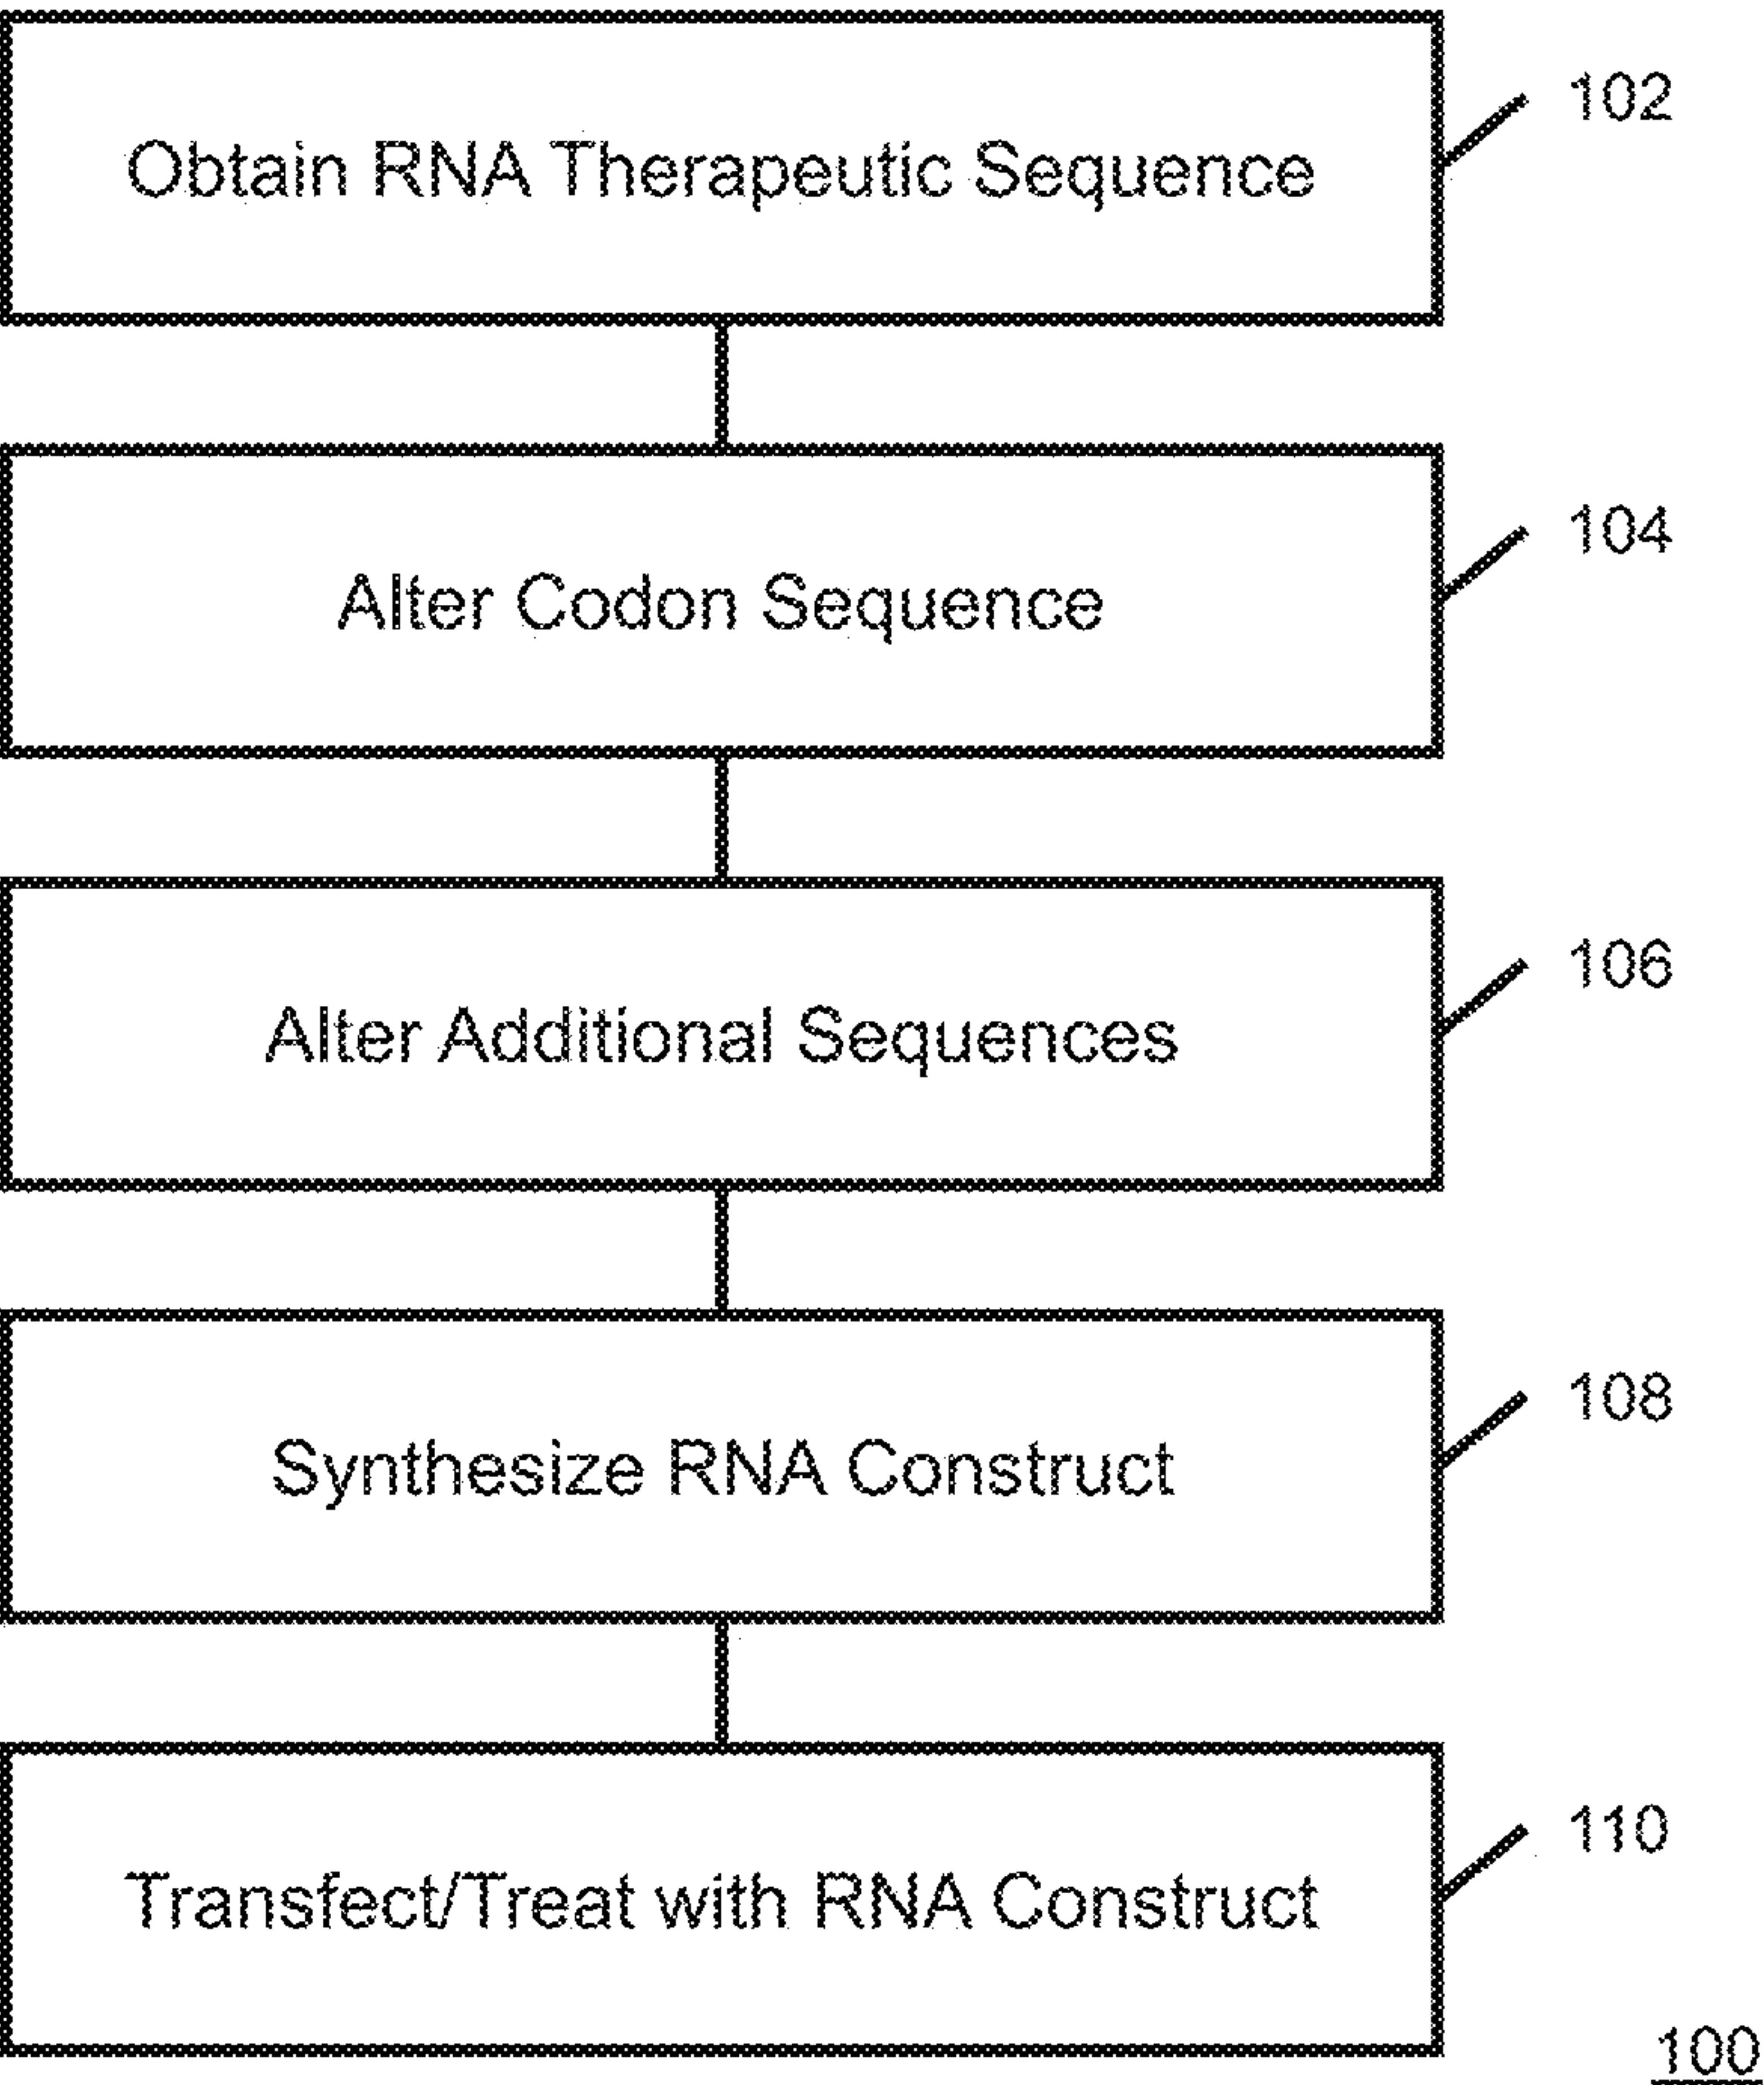 Obtain RNA Therapeutic Sequence
102
Alter Codon Sequence
104
Alter Additional Sequences
106
Synthesize RNA Construct
108
Transfect/Treat with RNA Construct
110
100